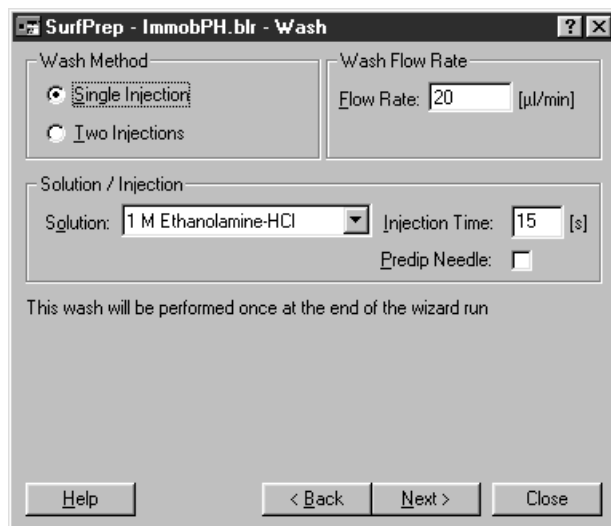 SurfPrep - ImmobPH.blr - Wash
Wash Method
Single Injection
Two Injections
Wash Flow Rate
Flow Rate: 20 [µl/min]
Solution / Injection
Solution: 1 M Ethanolamine-HCl Injection Time: 15 [s]
Predip Needle:
This wash will be performed once at the end of the wizard run
Help < Back Next > Close